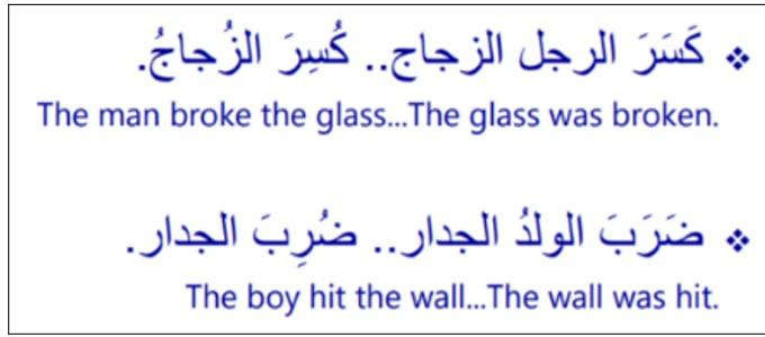 ❖ كَسَرَ الرجل الزجاج.. كُسِرَ الزُجاجُ.
The man broke the glass...The glass was broken.
❖ ضَرَبَ الولدُ الجدار.. ضُرِبَ الجدار.
The boy hit the wall...The wall was hit.